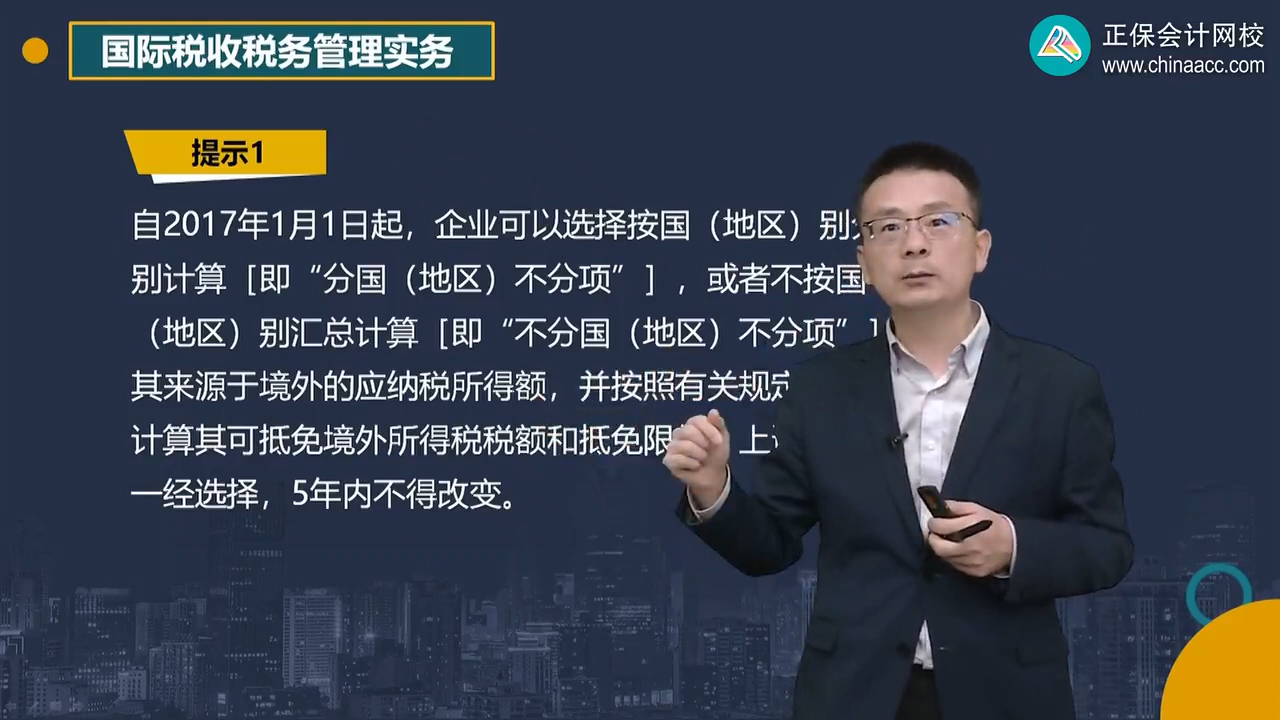 国际税收税务管理实务
正保会计网校
www.chinaacc.com
提示1
自2017年1月1日起，企业可以选择按国（地区）别
别计算［即“分国（地区）不分项”］，或者不按国
（地区）别汇总计算［即“不分国（地区）不分项”］
其来源于境外的应纳税所得额，并按照有关规定
计算其可抵免境外所得税税额和抵免限 上
一经选择，5年内不得改变。